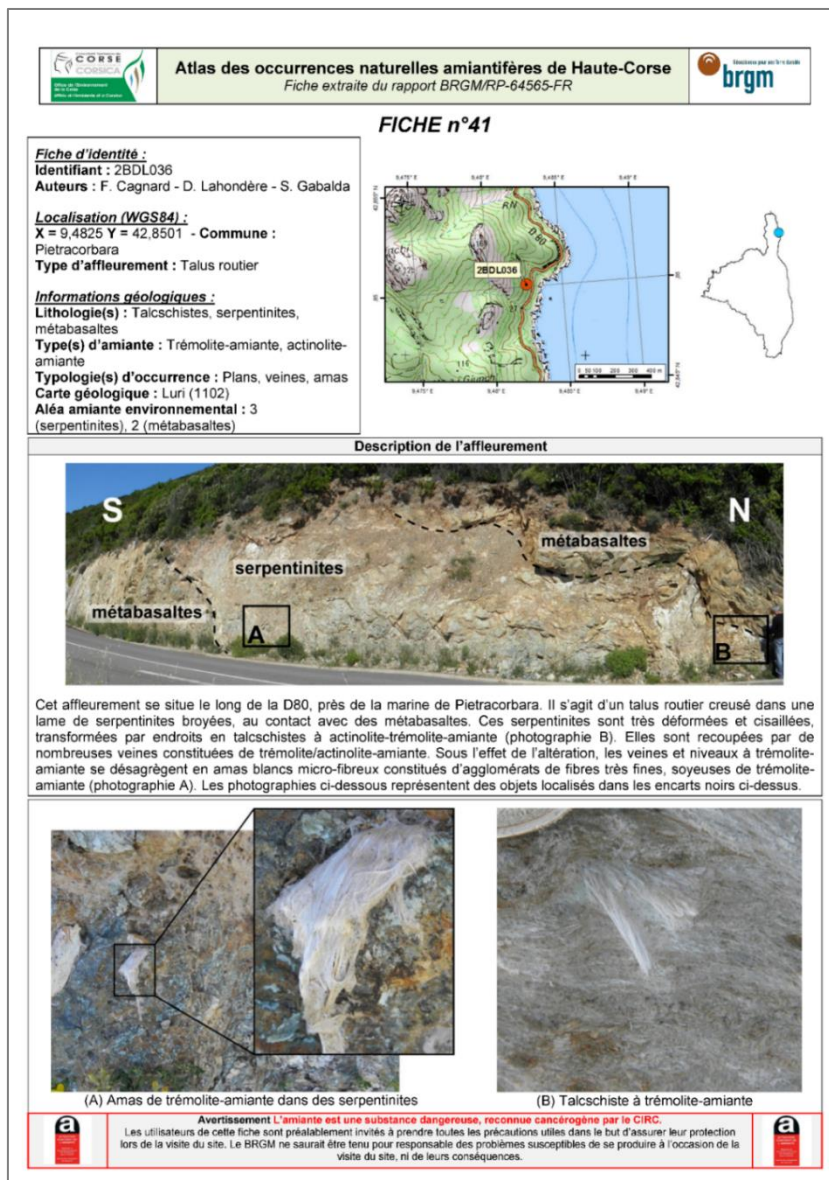 CORSE
CORSICA
Atlas des occurrences naturelles amiantifères de Haute-Corse
Fiche extraite du rapport BRGM/RP-64565-FR
brgm
FICHE n°41
Fiche d'identité :
Identifiant : 2BDL036
Auteurs : F. Cagnard - D. Lahondère - S. Gabalda
Localisation (WGS84) :
X = 9,4825 Y = 42,8501 - Commune :
Pietracorbara
Type d'affleurement : Talus routier
Informations géologiques :
Lithologie(s) : Talcschistes, serpentinites,
métabasaltes
Type(s) d'amiante : Trémolite-amiante, actinolite-
amiante
Typologie(s) d'occurrence : Plans, veines, amas
Carte géologique : Luri (1102)
Aléa amiante environnemental : 3
(serpentinites), 2 (métabasaltes)
9,475° E 9,48° E 9,485° E 9,49° E
RN
D 80
2BDL036
Description de l'affleurement
S
N
métabasaltes
serpentinites
métabasaltes
A
B
Cet affleurement se situe le long de la D80, près de la marine de Pietracorbara. Il s'agit d'un talus routier creusé dans une
lame de serpentinites broyées, au contact avec des métabasaltes. Ces serpentinites sont très déformées et cisaillées,
transformées par endroits en talcschistes à actinolite-trémolite-amiante (photographie B). Elles sont recoupées par de
nombreuses veines constituées de trémolite/actinolite-amiante. Sous l'effet de l'altération, les veines et niveaux à trémolite-
amiante se désagrègent en amas blancs micro-fibreux constitués d'agglomérats de fibres très fines, soyeuses de trémolite-
amiante (photographie A). Les photographies ci-dessous représentent des objets localisés dans les encarts noirs ci-dessus.
(A) Amas de trémolite-amiante dans des serpentinites
(B) Talcschiste à trémolite-amiante
Avertissement L'amiante est une substance dangereuse, reconnue cancérogène par le CIRC.
Les utilisateurs de cette fiche sont préalablement invités à prendre toutes les précautions utiles dans le but d'assurer leur protection
lors de la visite du site. Le BRGM ne saurait être tenu pour responsable des problèmes susceptibles de se produire à l'occasion de la
visite du site, ni de leurs conséquences.
a
a